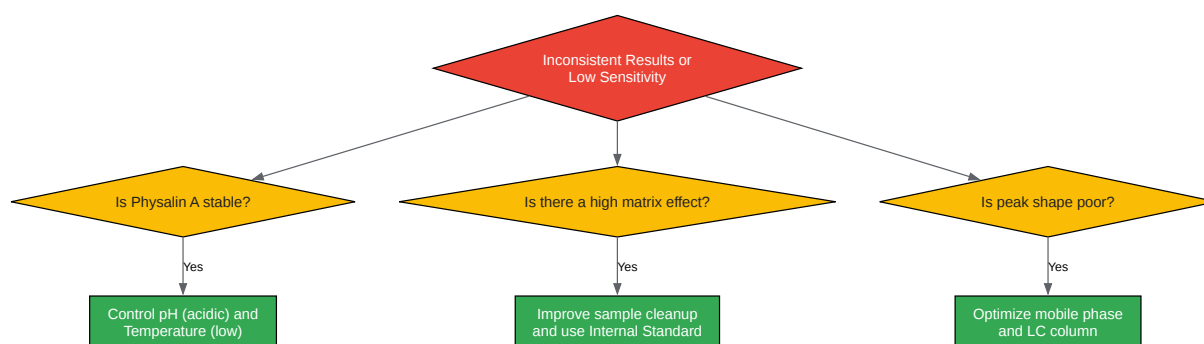 Inconsistent Results or
Low Sensitivity
Is Physalin A stable?
Is there a high matrix effect?
Is peak shape poor?
Yes
Yes
Yes
Control pH (acidic) and
Temperature (low)
Improve sample cleanup
and use Internal Standard
Optimize mobile phase
and LC column